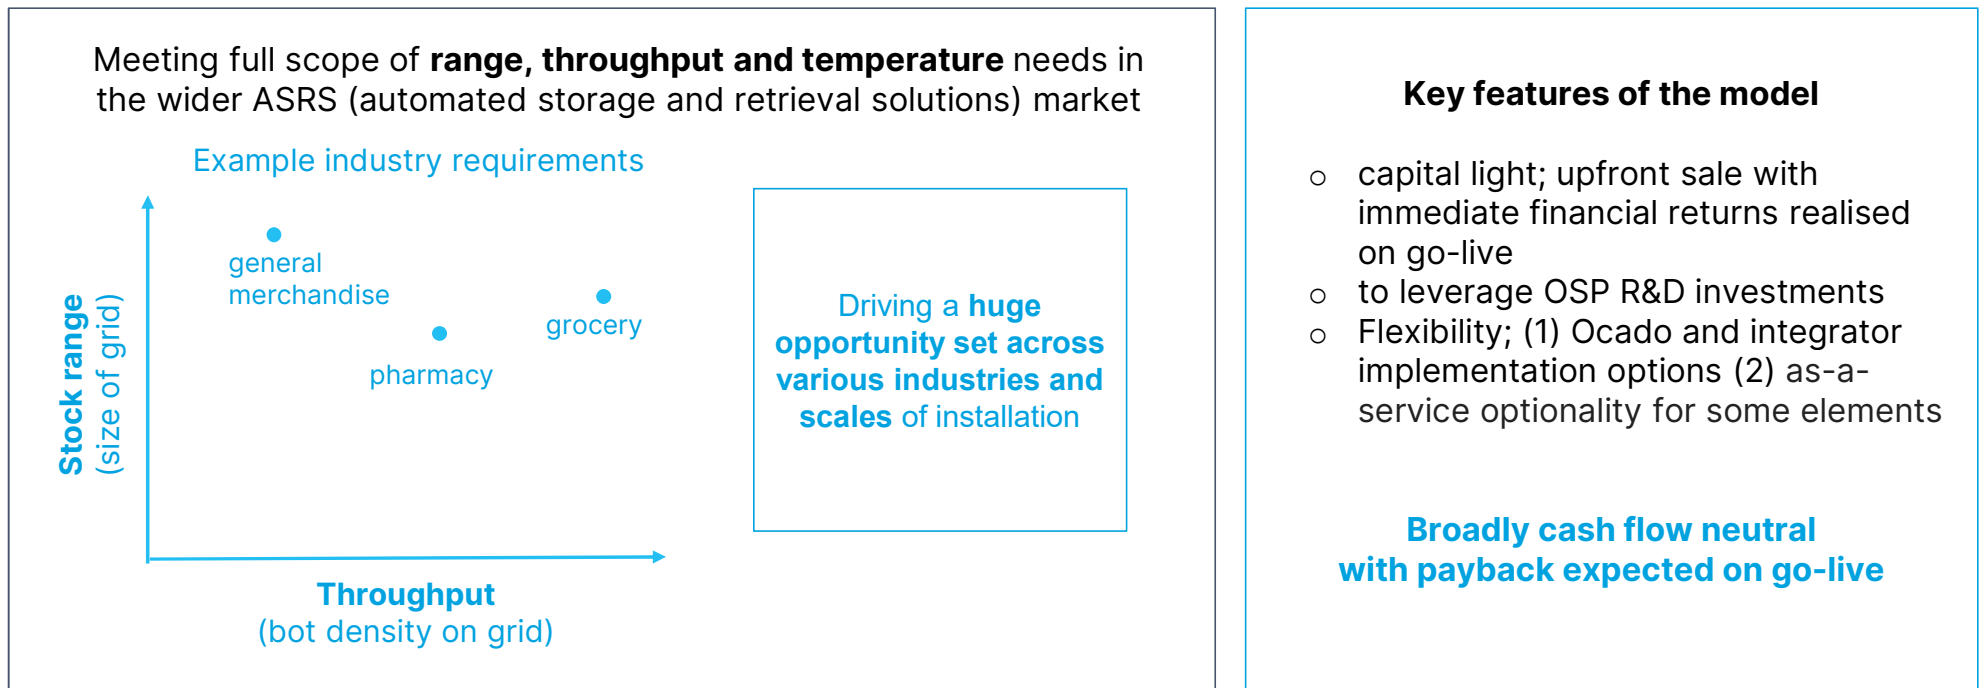 Meeting full scope of range, throughput and temperature needs in
the wider ASRS (automated storage and retrieval solutions) market
Example industry requirements
Stock range
(size of grid)
general
merchandise
pharmacy
grocery
Throughput
(bot density on grid)
Driving a huge
opportunity set across
various industries and
scales of installation
Key features of the model
○ capital light; upfront sale with
immediate financial returns realised
on go-live
○ to leverage OSP R&D investments
○ Flexibility; (1) Ocado and integrator
implementation options (2) as-a-
service optionality for some elements
Broadly cash flow neutral
with payback expected on go-live